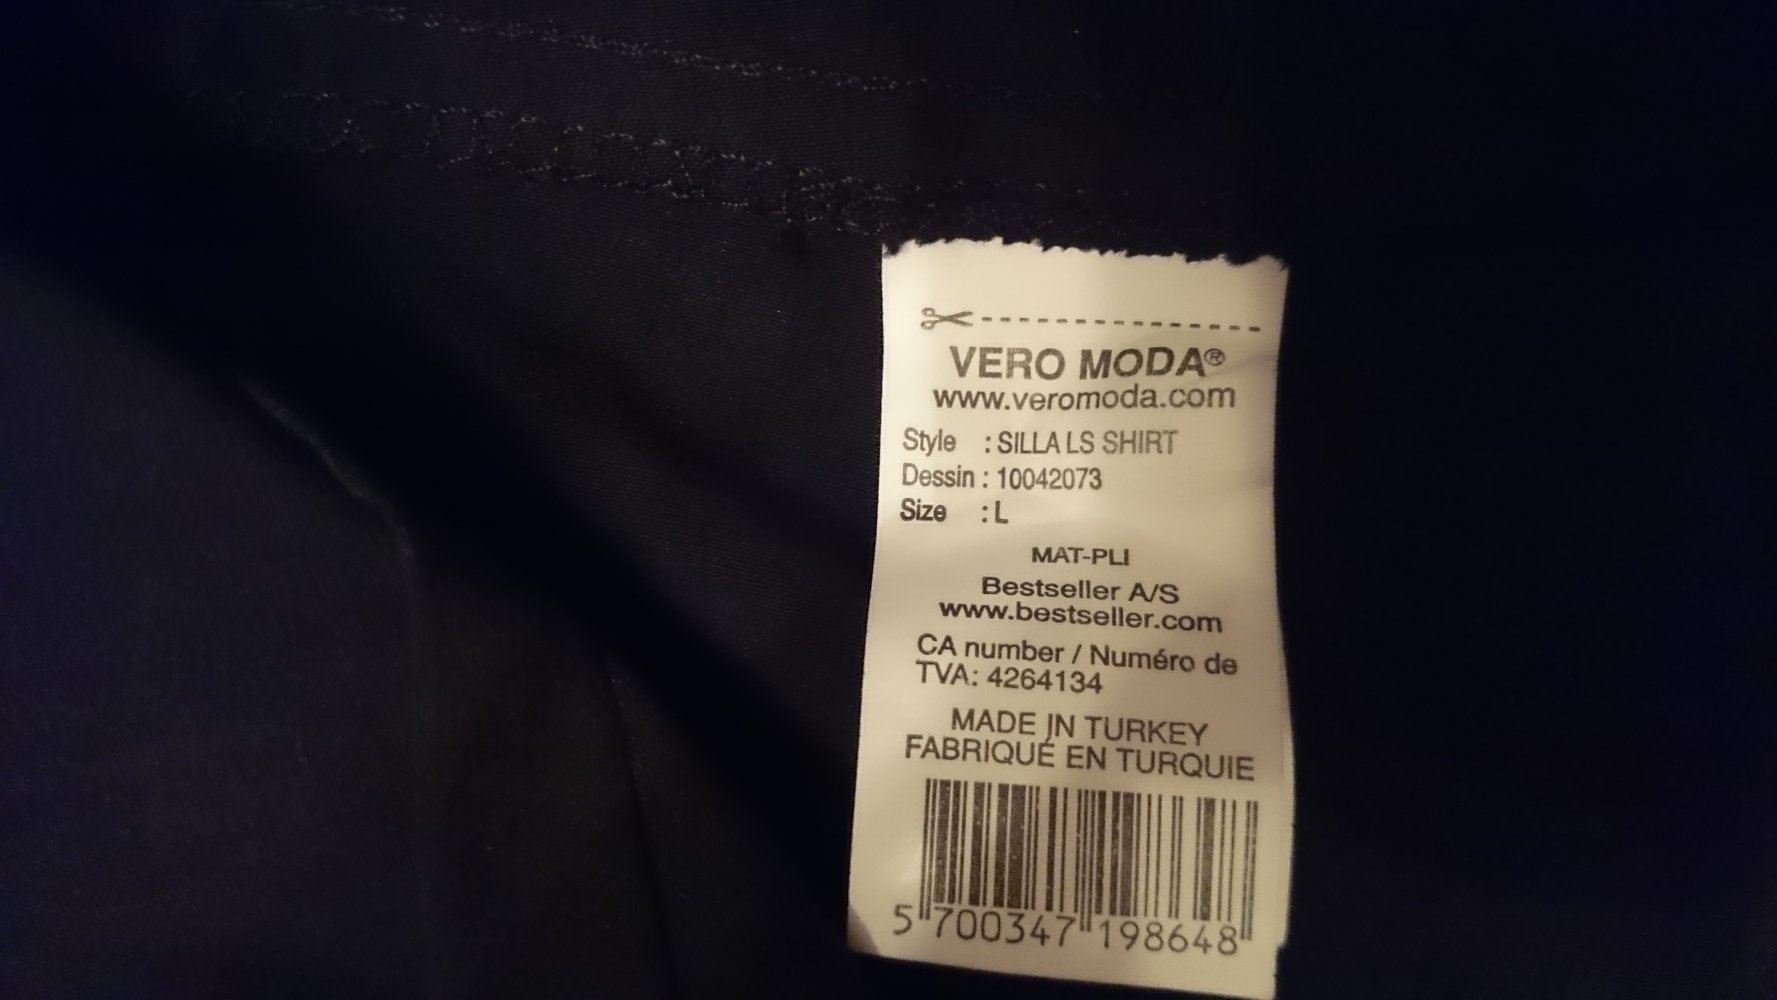 VERO MODA®
www.veromoda.com
Style : SILLA LS SHIRT
Dessin : 10042073
Size : L
MAT-PLI
Bestseller A/S
www.bestseller.com
CA number / Numéro de
TVA: 4264134
MADE IN TURKEY
FABRIQUÉ EN TURQUIE
5 700347 198648